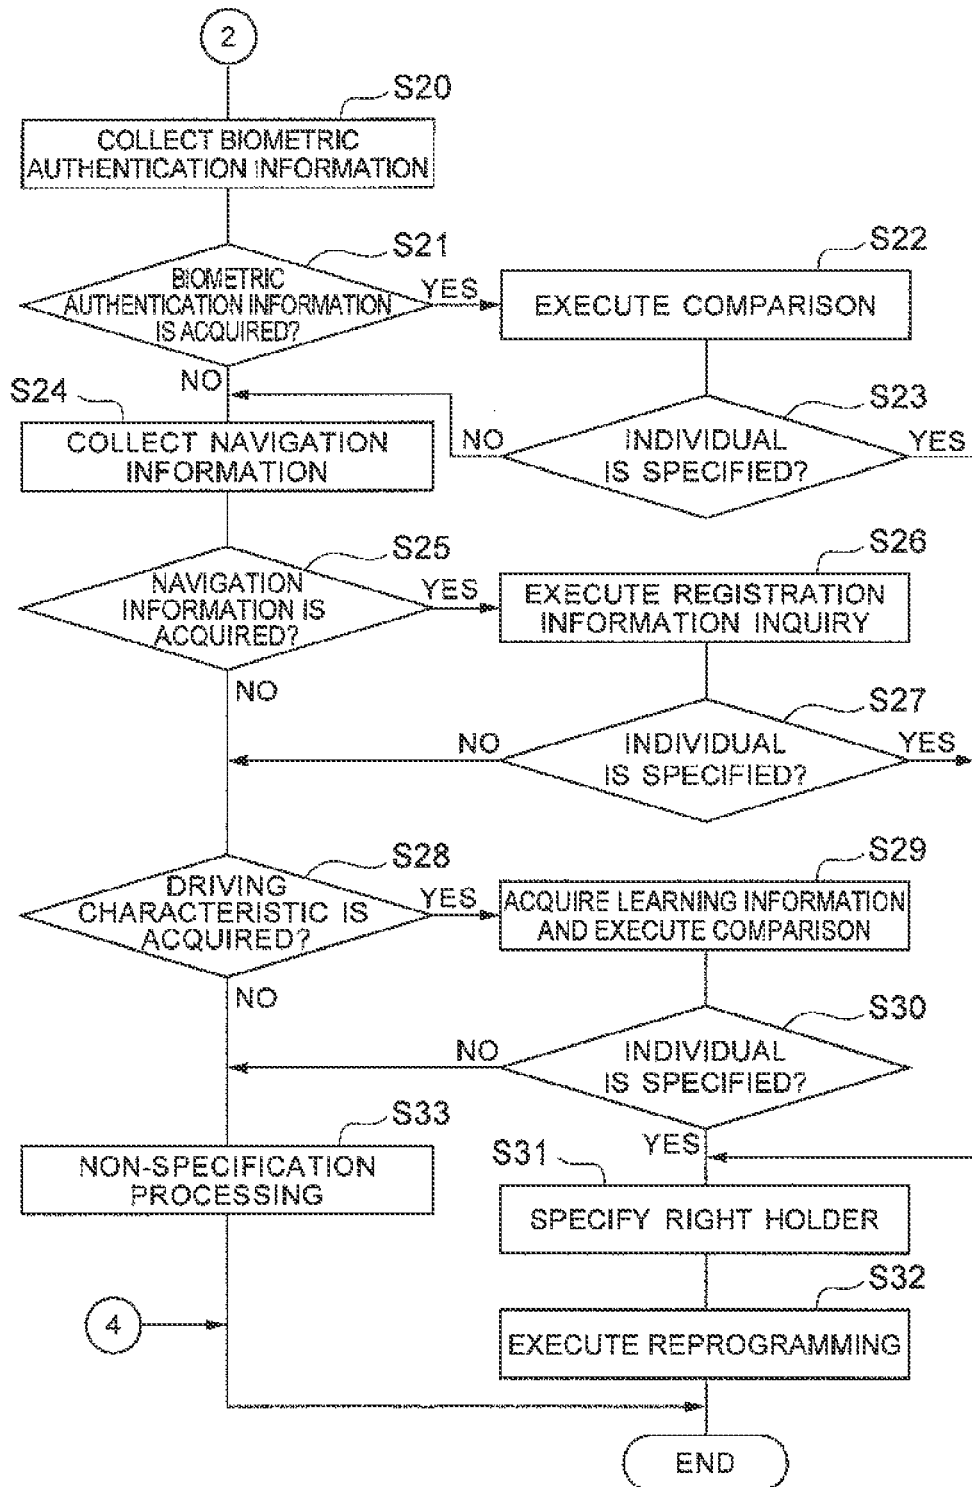 2
S20
COLLECT BIOMETRIC
AUTHENTICATION INFORMATION
S21
BIOMETRIC
AUTHENTICATION INFORMATION
IS ACQUIRED?
YES
NO
S22
EXECUTE COMPARISON
S23
INDIVIDUAL
IS SPECIFIED?
NO
YES
S24
COLLECT NAVIGATION
INFORMATION
S25
NAVIGATION
INFORMATION IS
ACQUIRED?
YES
NO
S26
EXECUTE REGISTRATION
INFORMATION INQUIRY
S27
INDIVIDUAL
IS SPECIFIED?
NO
YES
S28
DRIVING
CHARACTERISTIC IS
ACQUIRED?
YES
NO
S29
ACQUIRE LEARNING INFORMATION
AND EXECUTE COMPARISON
S30
INDIVIDUAL
IS SPECIFIED?
NO
YES
S33
NON-SPECIFICATION
PROCESSING
S31
SPECIFY RIGHT HOLDER
S32
EXECUTE REPROGRAMMING
4
END